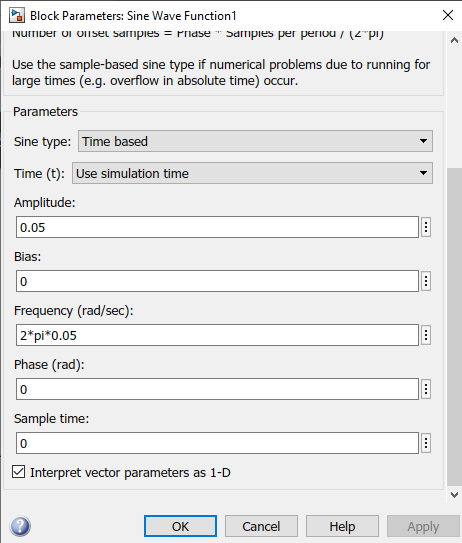 Block Parameters: Sine Wave Function1
Number of offset samples = Phase * Samples per period / (2*pi)
Use the sample-based sine type if numerical problems due to running for
large times (e.g. overflow in absolute time) occur.
Parameters
Sine type: Time based
Time (t): Use simulation time
Amplitude:
0.05
Bias:
0
Frequency (rad/sec):
2*pi*0.05
Phase (rad):
0
Sample time:
0
Interpret vector parameters as 1-D
OK Cancel Help Apply